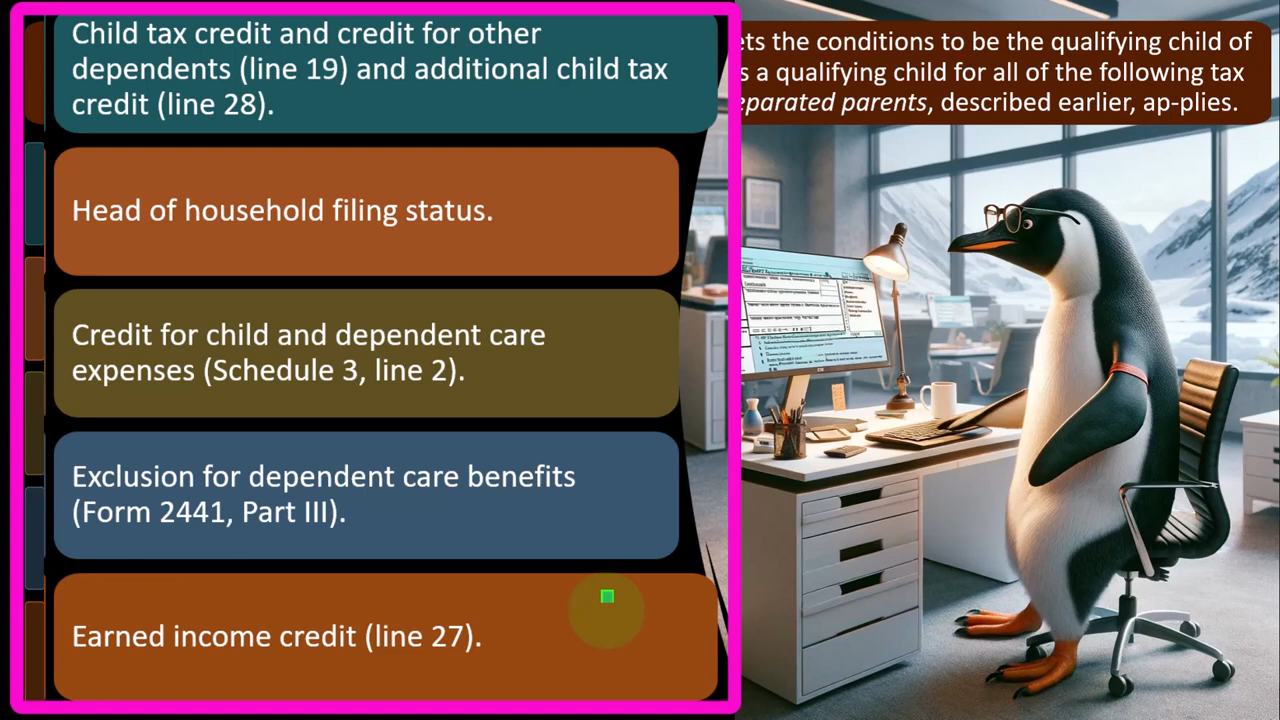 Child tax credit and credit for other
dependents (line 19) and additional child tax
credit (line 28).
Head of household filing status.
Credit for child and dependent care
expenses (Schedule 3, line 2).
Exclusion for dependent care benefits
(Form 2441, Part III).
Earned income credit (line 27).
the conditions to be the qualifying child of
a qualifying child for all of the following tax
parents, described earlier, ap-plies.